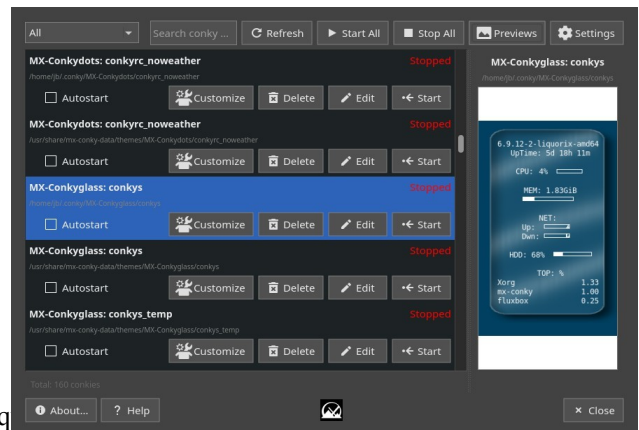 All Search conky ... Refresh Start All Stop All Previews Settings
MX-Conkydots: conkyrc_noweather Stopped
/home/jb/.conky/MX-Conkydots/conkyrc_noweather
Autostart Customize Delete Edit Start
MX-Conkydots: conkyrc_noweather Stopped
/usr/share/mx-conky-data/themes/MX-Conkydots/conkyrc_noweather
Autostart Customize Delete Edit Start
MX-Conkyglass: conkys Stopped
/home/jb/.conky/MX-Conkyglass/conkys
Autostart Customize Delete Edit Start
MX-Conkyglass: conkys Stopped
/usr/share/mx-conky-data/themes/MX-Conkyglass/conkys
Autostart Customize Delete Edit Start
MX-Conkyglass: conkys_temp Stopped
/usr/share/mx-conky-data/themes/MX-Conkyglass/conkys_temp
Autostart Customize Delete Edit Start
Total: 160 conkies
MX-Conkyglass: conkys
/home/jb/.conky/MX-Conkyglass/conkys
6.9.12-2-liquorix-amd64
UpTime: 5d 18h 11m
CPU: 4%
MEM: 1.83GiB
NET:
Up:
Dwn:
HDD: 68%
TOP: %
Xorg 1.33
mx-conky 1.00
fluxbox 0.25
q About... ? Help × Close